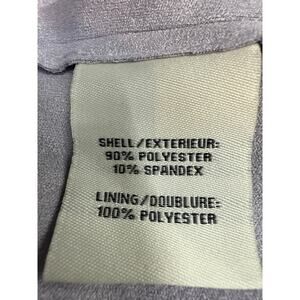 SHELL/EXTERIEUR:
90% POLYESTER
10% SPANDEX
LINING/DOUBLURE:
100% POLYESTER